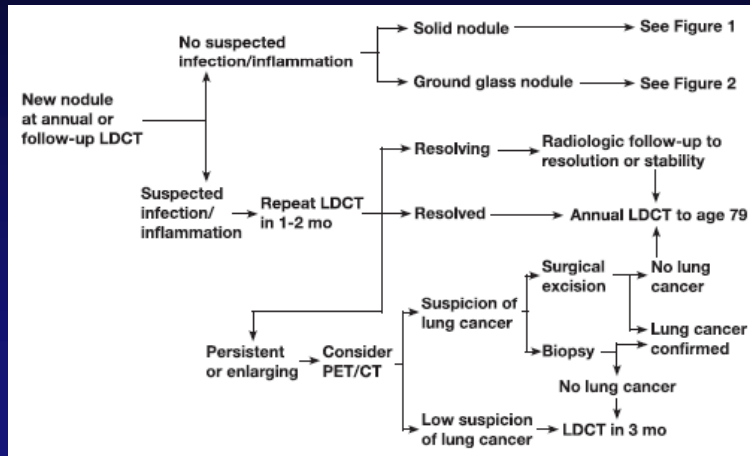 No suspected
infection/inflammation
Solid nodule
See Figure 1
Ground glass nodule
See Figure 2
New nodule
at annual or
follow-up LDCT
Suspected
infection/
inflammation
Repeat LDCT
in 1-2 mo
Resolving
Radiologic follow-up to
resolution or stability
Resolved
Annual LDCT to age 79
Persistent
or enlarging
Consider
PET/CT
Suspicion of
lung cancer
Surgical
excision
No lung
cancer
Biopsy
Lung cancer
confirmed
No lung cancer
Low suspicion
of lung cancer
LDCT in 3 mo